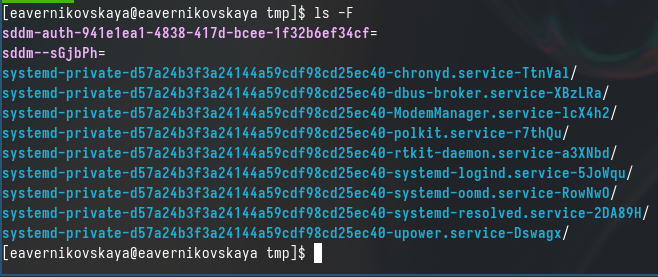 [eavernikovskaya@eavernikovskaya tmp]$ ls -F
sddm-auth-941e1ea1-4838-417d-bcee-1f32b6ef34cf=
sddm--sGjbPh=
systemd-private-d57a24b3f3a24144a59cdf98cd25ec40-chronyd.service-TtnVal/
systemd-private-d57a24b3f3a24144a59cdf98cd25ec40-dbus-broker.service-XBzLRa/
systemd-private-d57a24b3f3a24144a59cdf98cd25ec40-ModemManager.service-lcX4h2/
systemd-private-d57a24b3f3a24144a59cdf98cd25ec40-polkit.service-r7thQu/
systemd-private-d57a24b3f3a24144a59cdf98cd25ec40-rtkit-daemon.service-a3XNbd/
systemd-private-d57a24b3f3a24144a59cdf98cd25ec40-systemd-logind.service-5JoWqu/
systemd-private-d57a24b3f3a24144a59cdf98cd25ec40-systemd-oomd.service-RowNwO/
systemd-private-d57a24b3f3a24144a59cdf98cd25ec40-systemd-resolved.service-2DA89H/
systemd-private-d57a24b3f3a24144a59cdf98cd25ec40-upower.service-Dswagx/
[eavernikovskaya@eavernikovskaya tmp]$